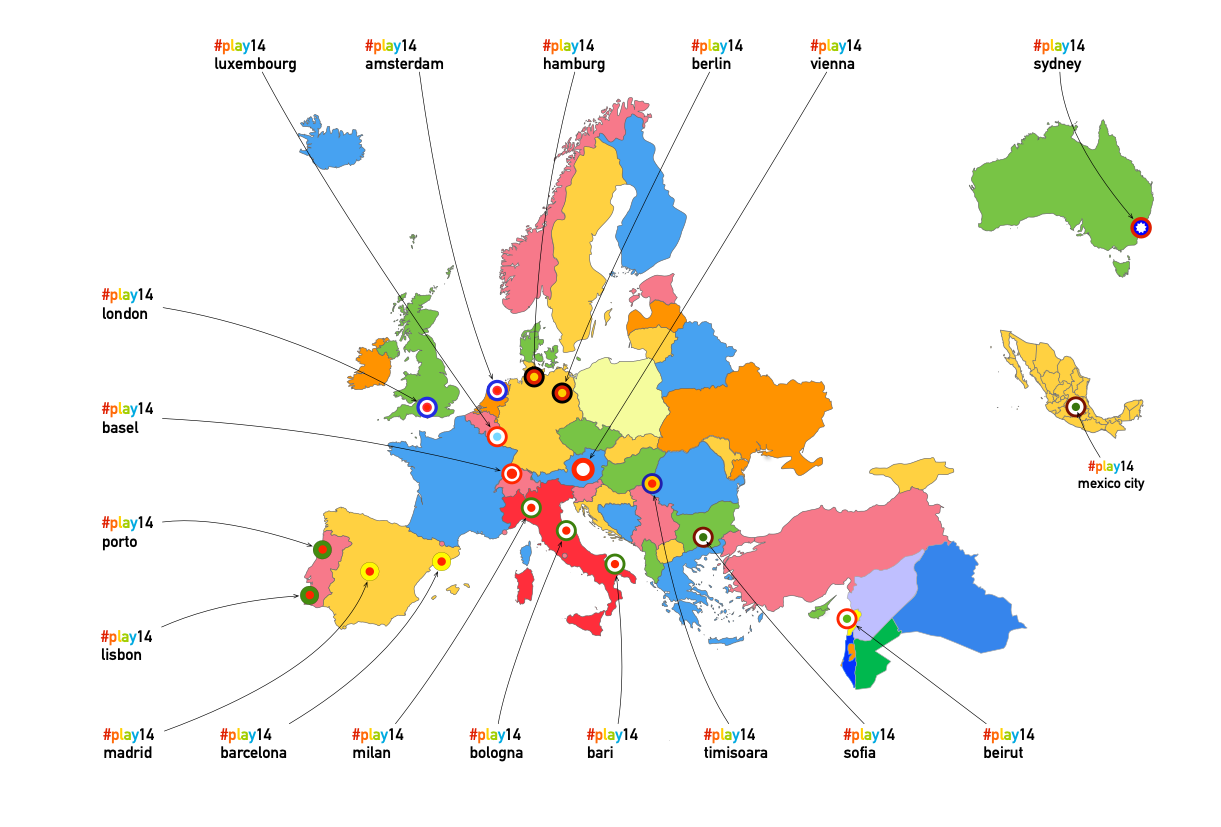 #play14
luxembourg
#play14
amsterdam
#play14
hamburg
#play14
berlin
#play14
vienna
#play14
sydney
#play14
london
#play14
basel
#play14
mexico city
#play14
porto
#play14
lisbon
#play14
madrid
#play14
barcelona
#play14
milan
#play14
bologna
#play14
bari
#play14
timisoara
#play14
sofia
#play14
beirut